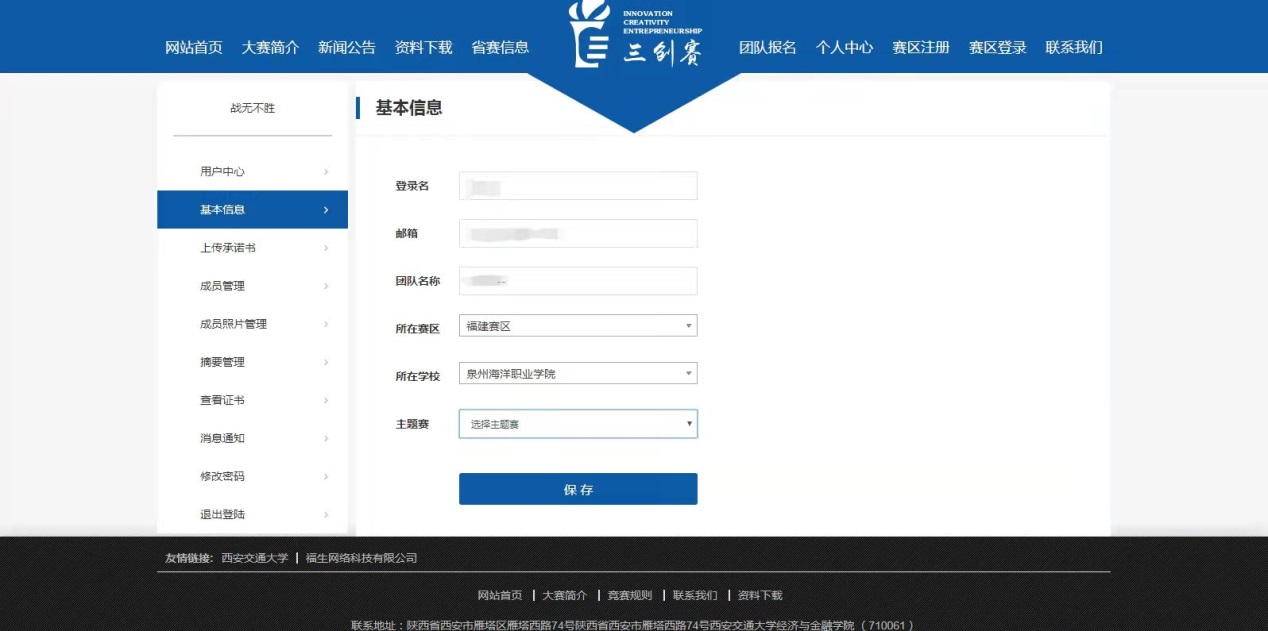 INNOVATION
CREATIVITY
ENTREPRENEURSHIP
三创赛
网站首页 大赛简介 新闻公告 资料下载 省赛信息 团队报名 个人中心 赛区注册 赛区登录 联系我们
战无不胜
用户中心
基本信息
上传承诺书
成员管理
成员照片管理
摘要管理
查看证书
消息通知
修改密码
退出登陆
基本信息
登录名
邮箱
团队名称
所在赛区 福建赛区
所在学校 泉州海洋职业学院
主题赛 选择主题赛
保存
友情链接: 西安交通大学 | 福生网络科技有限公司
网站首页 | 大赛简介 | 竞赛规则 | 联系我们 | 资料下载
联系地址：陕西省西安市雁塔区雁塔西路74号陕西省西安市雁塔西路74号西安交通大学经济与金融学院（710061）